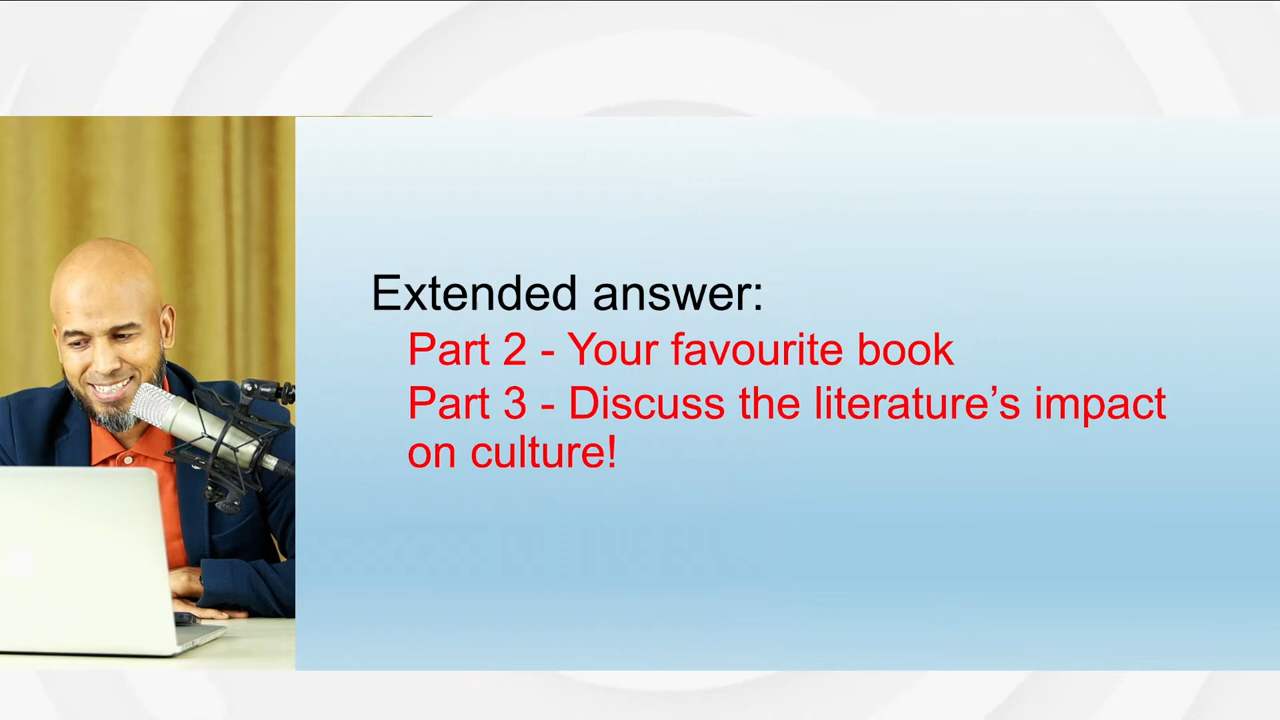 Extended answer:
Part 2 - Your favourite book
Part 3 - Discuss the literature’s impact
on culture!